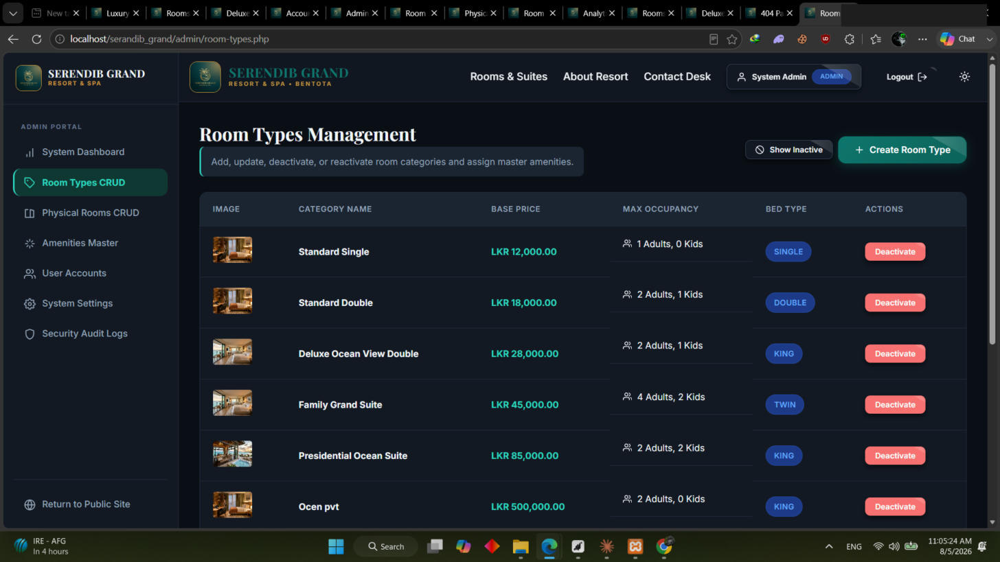 New ta
Luxury
Rooms
Deluxe
Accou
Admin
Room
Physic
Room
Analyt
Rooms
Deluxe
404 Pa
Room
localhost/serandib_grand/admin/room-types.php
Chat
SERENDIB GRAND
RESORT & SPA
SERENDIB GRAND
RESORT & SPA • BENTOTA
Rooms & Suites
About Resort
Contact Desk
System Admin ADMIN
Logout
ADMIN PORTAL
System Dashboard
Room Types CRUD
Physical Rooms CRUD
Amenities Master
User Accounts
System Settings
Security Audit Logs
Return to Public Site
Room Types Management
Add, update, deactivate, or reactivate room categories and assign master amenities.
Show Inactive
+ Create Room Type
IMAGE CATEGORY NAME BASE PRICE MAX OCCUPANCY BED TYPE ACTIONS
Standard Single LKR 12,000.00 1 Adults, 0 Kids SINGLE Deactivate
Standard Double LKR 18,000.00 2 Adults, 1 Kids DOUBLE Deactivate
Deluxe Ocean View Double LKR 28,000.00 2 Adults, 1 Kids KING Deactivate
Family Grand Suite LKR 45,000.00 4 Adults, 2 Kids TWIN Deactivate
Presidential Ocean Suite LKR 85,000.00 2 Adults, 2 Kids KING Deactivate
Ocen pvt LKR 500,000.00 2 Adults, 0 Kids KING Deactivate
IRE - AFG
In 4 hours
Search
ENG
11:05:24 AM
8/5/2026